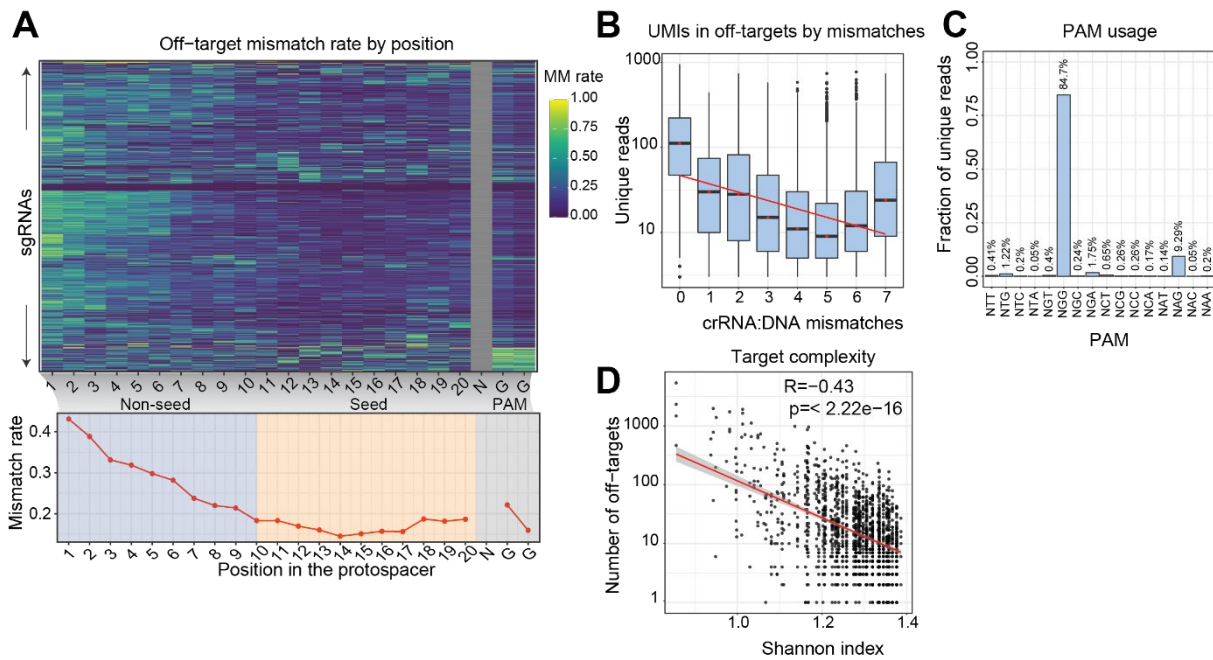 A
Off-target mismatch rate by position
sgRNAs
MM rate
1.00
0.75
0.50
0.25
0.00
1 2 3 4 5 6 7 8 9 10 11 12 13 14 15 16 17 18 19 20 N G G
Non-seed Seed PAM
Mismatch rate
0.4
0.3
0.2
1 2 3 4 5 6 7 8 9 10 11 12 13 14 15 16 17 18 19 20 N G G
Position in the protospacer
B
UMIs in off-targets by mismatches
Unique reads
1000
100
10
0 1 2 3 4 5 6 7
crRNA:DNA mismatches
C
PAM usage
Fraction of unique reads
1.00
0.75
0.50
0.25
0.00
0.41% 1.22% 0.2% 0.05% 0.4% 84.7% 0.24% 1.75% 0.65% 0.26% 0.26% 0.17% 0.14% 9.29% 0.05% 0.2%
NTT NTG NTC NTA NGT NGG NGC NGA NCT NCG NCC NCA NAT NAG NAC NAA
PAM
D
Target complexity
R=−0.43
p=< 2.22e−16
Number of off-targets
1000
100
10
1
1.0 1.2 1.4
Shannon index